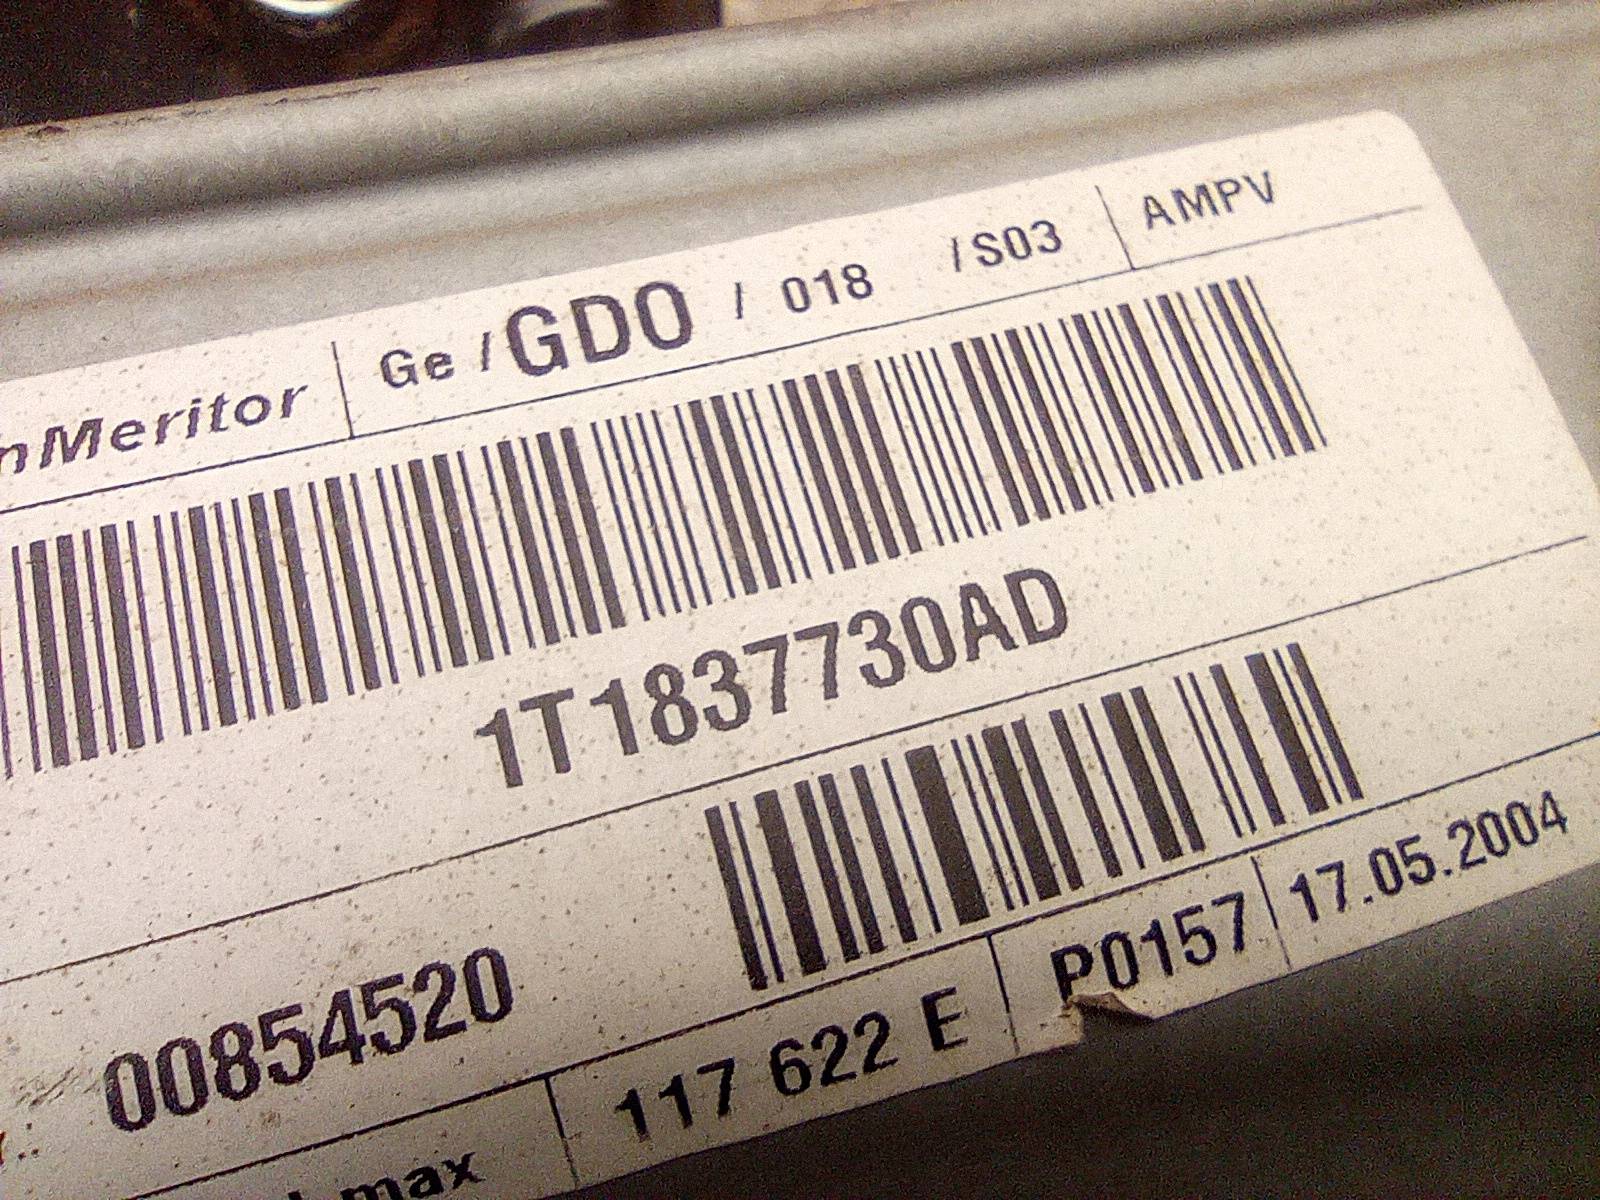 nMeritor Ge / GDO / 018 /S03 AMPV
1T1837730AD
00854520
max 117 622 E P0157 17.05.2004